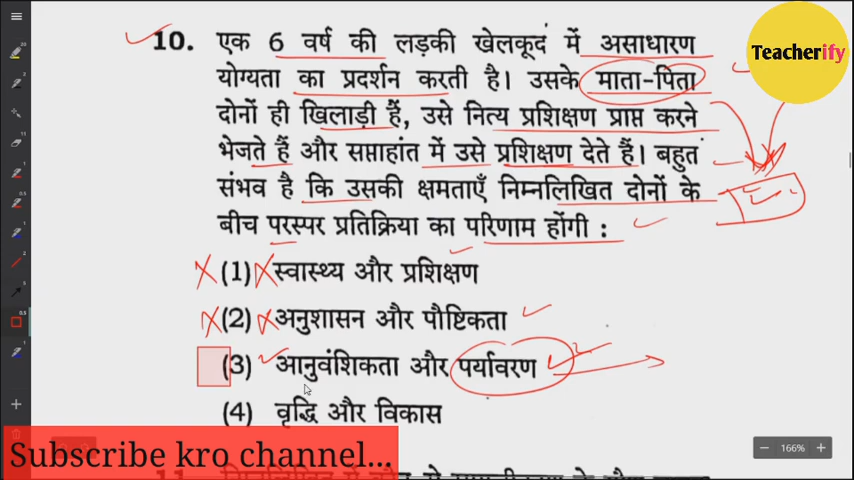 Teacherify
10. एक 6 वर्ष की लड़की खेलकूद में असाधारण
योग्यता का प्रदर्शन करती है। उसके माता-पिता
दोनों ही खिलाड़ी हैं, उसे नित्य प्रशिक्षण प्राप्त करने
भेजते हैं और सप्ताहांत में उसे प्रशिक्षण देते हैं। बहुत
संभव है कि उसकी क्षमताएँ निम्नलिखित दोनों के
बीच परस्पर प्रतिक्रिया का परिणाम होंगी :
(1) स्वास्थ्य और प्रशिक्षण
(2) अनुशासन और पौष्टिकता
(3) आनुवंशिकता और पर्यावरण
(4) वृद्धि और विकास
166%
Subscribe kro channel...